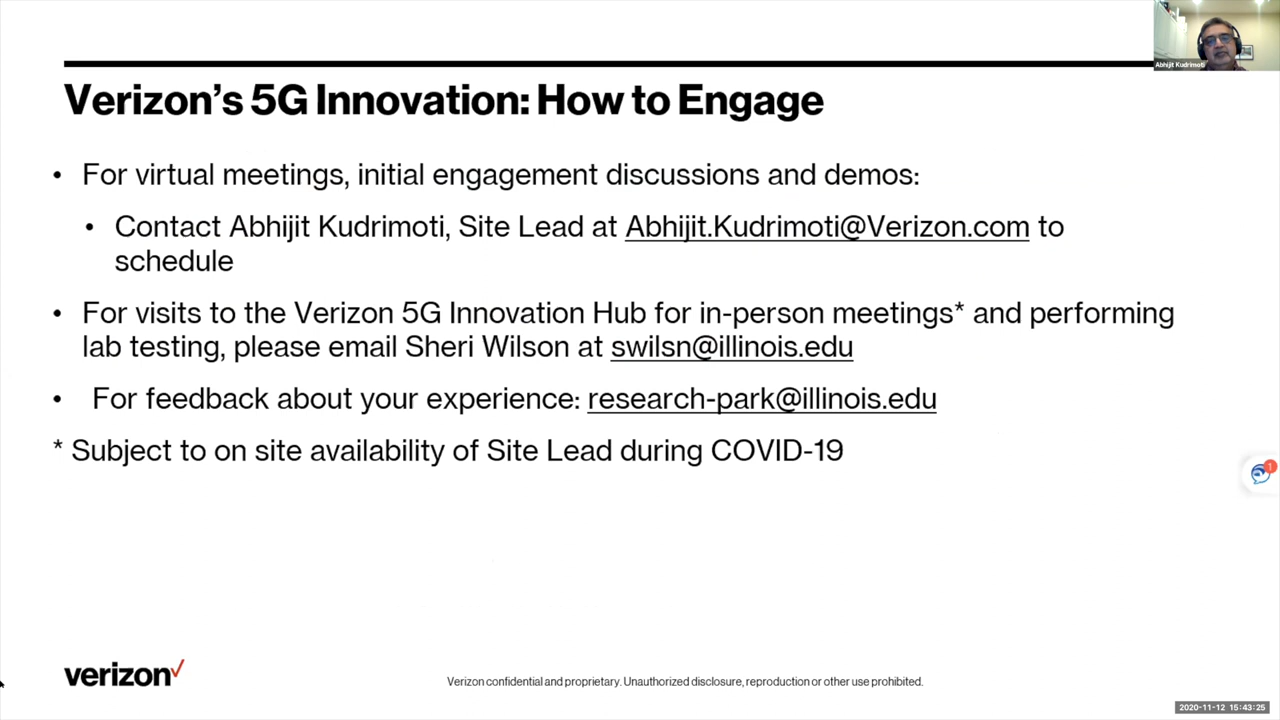 Abhijit Kudrimoti
Verizon's 5G Innovation: How to Engage
• For virtual meetings, initial engagement discussions and demos:
• Contact Abhijit Kudrimoti, Site Lead at Abhijit.Kudrimoti@Verizon.com to
schedule
• For visits to the Verizon 5G Innovation Hub for in-person meetings* and performing
lab testing, please email Sheri Wilson at swilsn@illinois.edu
• For feedback about your experience: research-park@illinois.edu
* Subject to on site availability of Site Lead during COVID-19
1
verizon✓
Verizon confidential and proprietary. Unauthorized disclosure, reproduction or other use prohibited.
2020-11-12 15:43:25